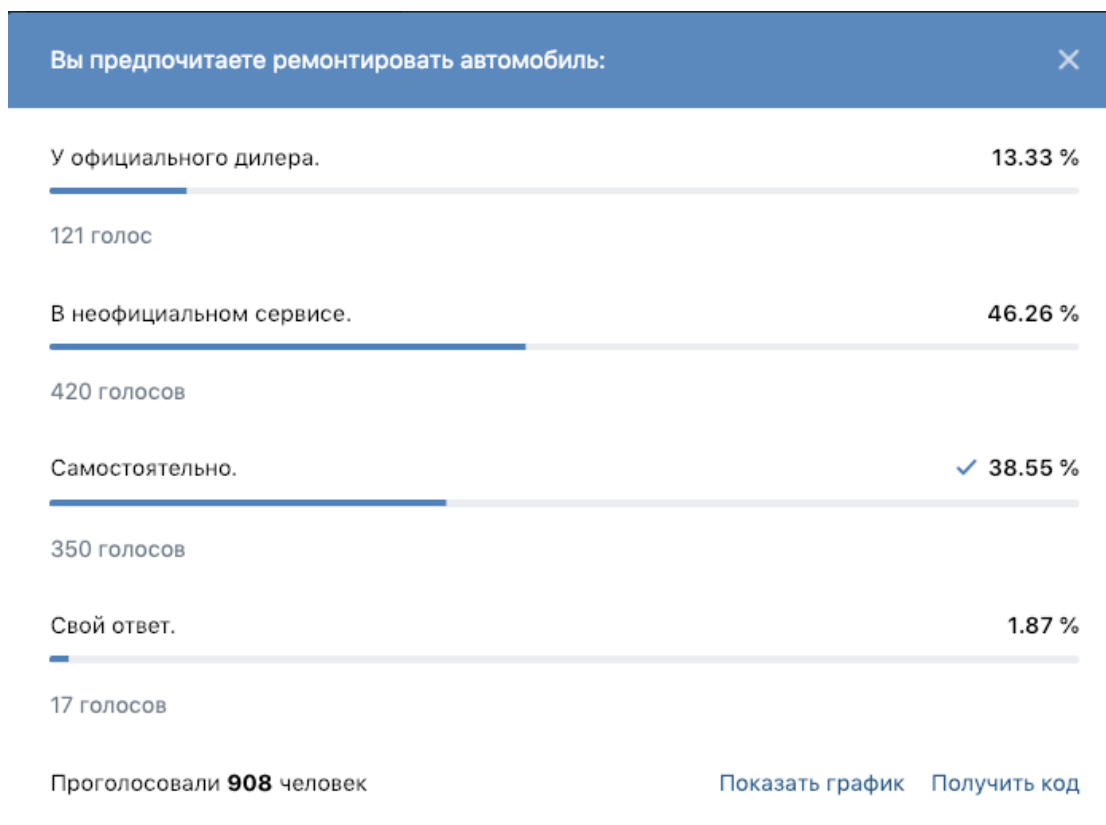 Вы предпочитаете ремонтировать автомобиль:
У официального дилера. 13.33 %
121 голос
В неофициальном сервисе. 46.26 %
420 голосов
Самостоятельно. 38.55 %
350 голосов
Свой ответ. 1.87 %
17 голосов
Проголосовали 908 человек Показать график Получить код